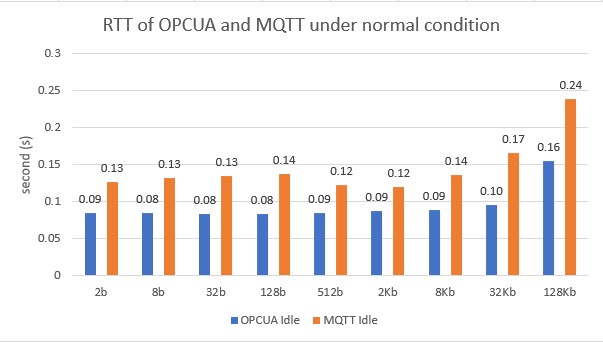 RTT of OPCUA and MQTT under normal condition
0.3
0.25
0.2
0.15
0.1
0.05
0
second (s)
0.09 0.13 0.08 0.13 0.08 0.13 0.08 0.14 0.09 0.12 0.09 0.12 0.09 0.14 0.10 0.17 0.16 0.24
2b 8b 32b 128b 512b 2Kb 8Kb 32Kb 128Kb
OPCUA Idle MQTT Idle